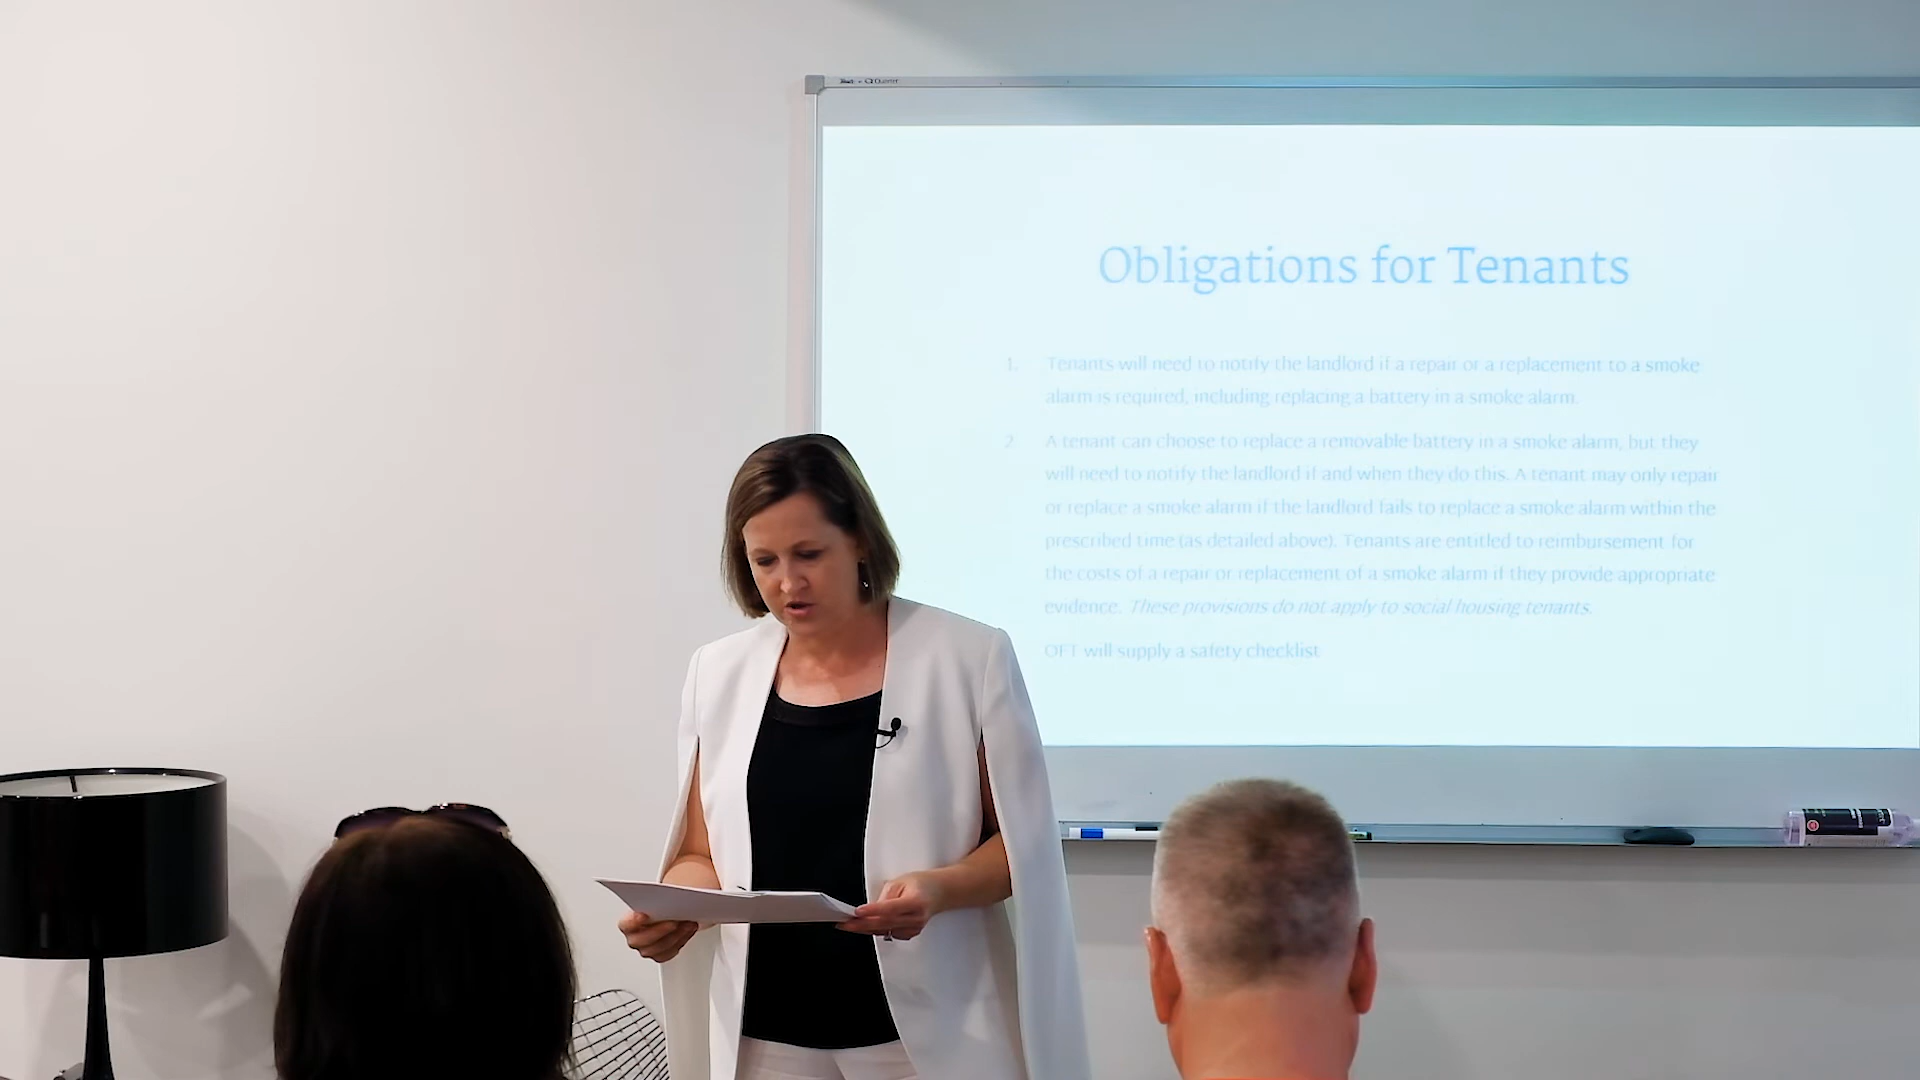 Obligations for Tenants
1. Tenants will need to notify the landlord if a repair or a replacement to a smoke
alarm is required, including replacing a battery in a smoke alarm.
2. A tenant can choose to replace a removable battery in a smoke alarm, but they
will need to notify the landlord if and when they do this. A tenant may only repair
or replace a smoke alarm if the landlord fails to replace a smoke alarm within the
prescribed time (as detailed above). Tenants are entitled to reimbursement for
the costs of a repair or replacement of a smoke alarm if they provide appropriate
evidence. These provisions do not apply to social housing tenants.
OFT will supply a safety checklist